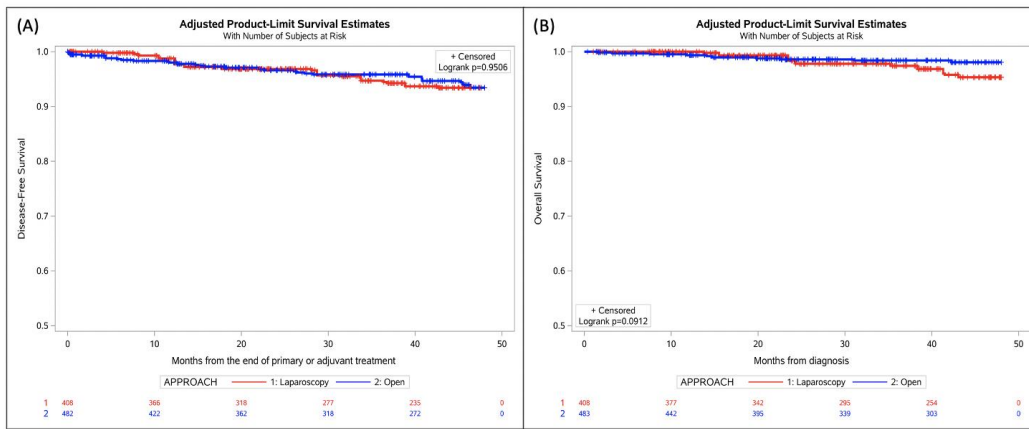 (A)
Adjusted Product-Limit Survival Estimates
With Number of Subjects at Risk
+ Censored
Logrank p=0.9506
Disease-Free Survival
1.0
0.9
0.8
0.7
0.6
0.5
0 10 20 30 40 50
Months from the end of primary or adjuvant treatment
APPROACH 1: Laparoscopy 2: Open
1 408 366 318 277 235 0
2 482 422 362 318 272 0
(B)
Adjusted Product-Limit Survival Estimates
With Number of Subjects at Risk
Overall Survival
1.0
0.9
0.8
0.7
0.6
0.5
+ Censored
Logrank p=0.0912
0 10 20 30 40 50
Months from diagnosis
APPROACH 1: Laparoscopy 2: Open
1 408 377 342 295 254 0
2 483 442 395 339 303 0